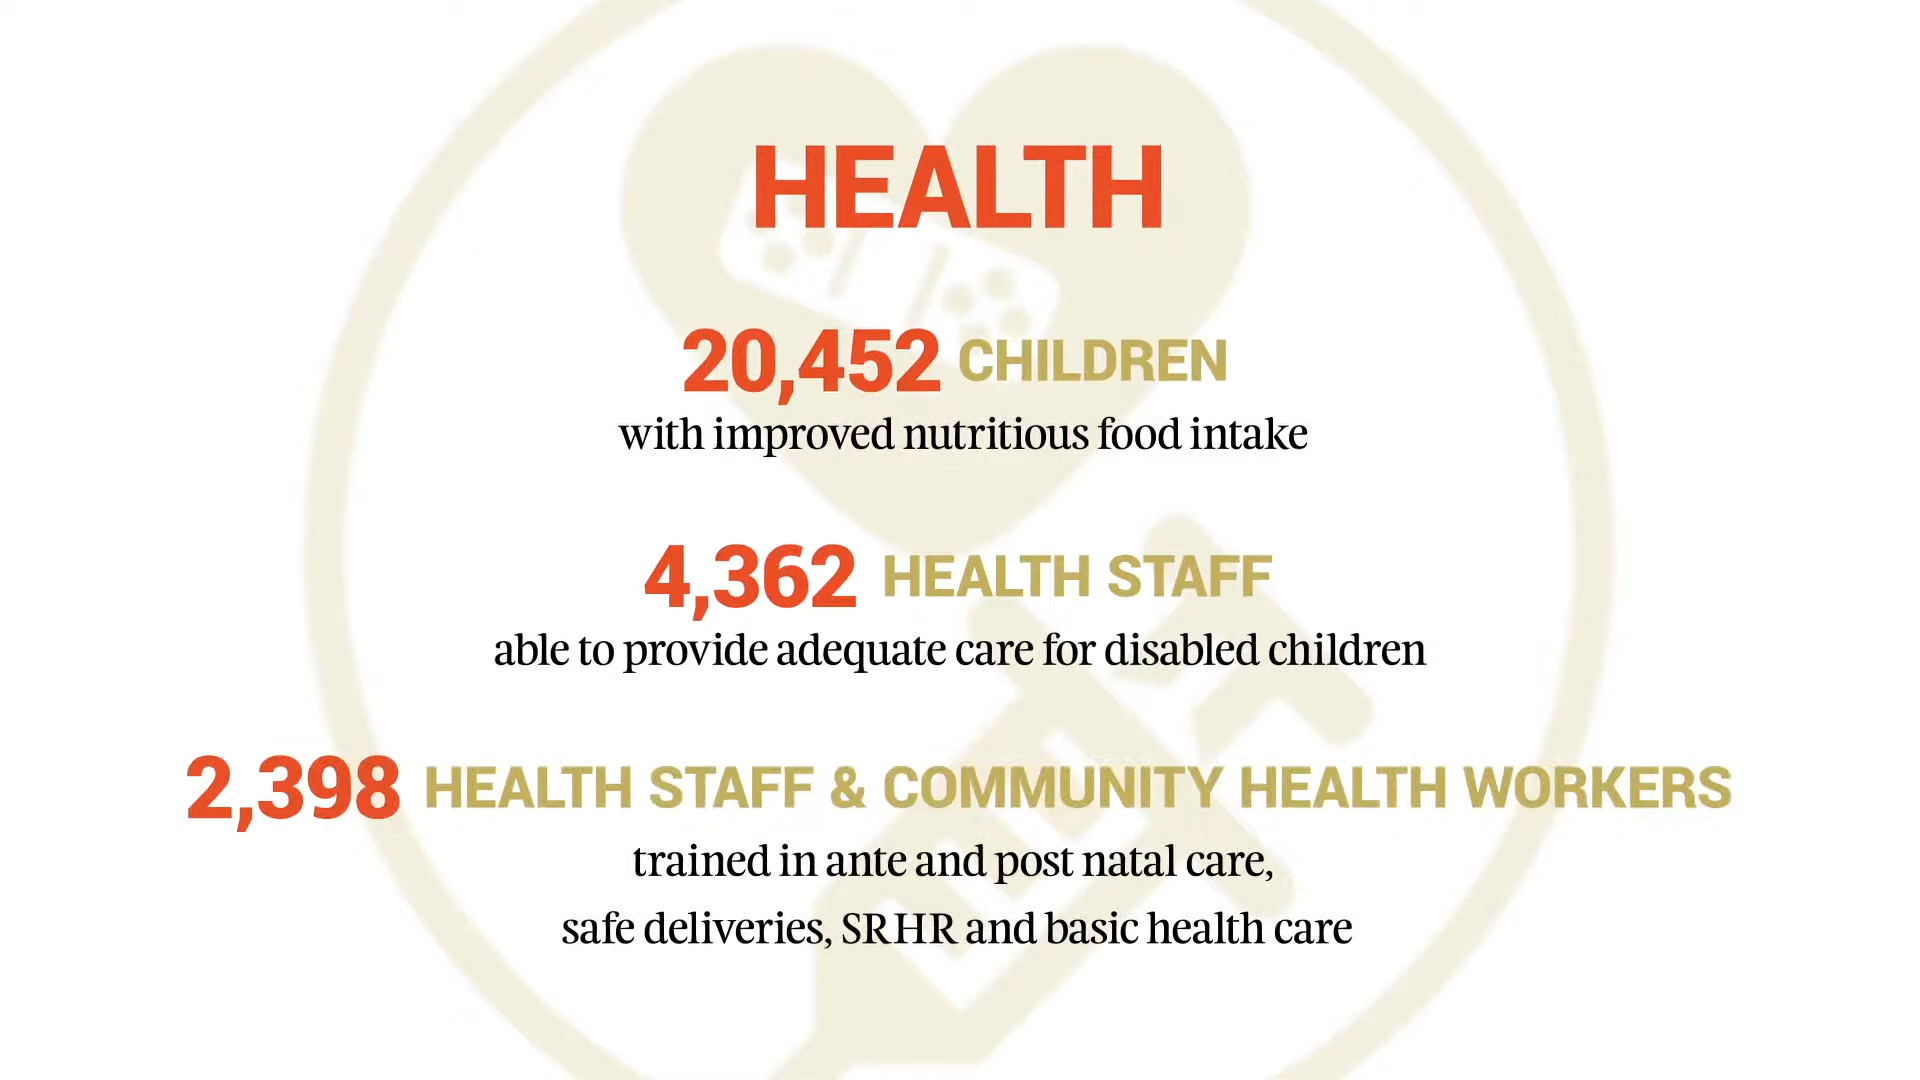 HEALTH
20,452 CHILDREN
with improved nutritious food intake
4,362 HEALTH STAFF
able to provide adequate care for disabled children
2,398 HEALTH STAFF & COMMUNITY HEALTH WORKERS
trained in ante and post natal care,
safe deliveries, SRHR and basic health care